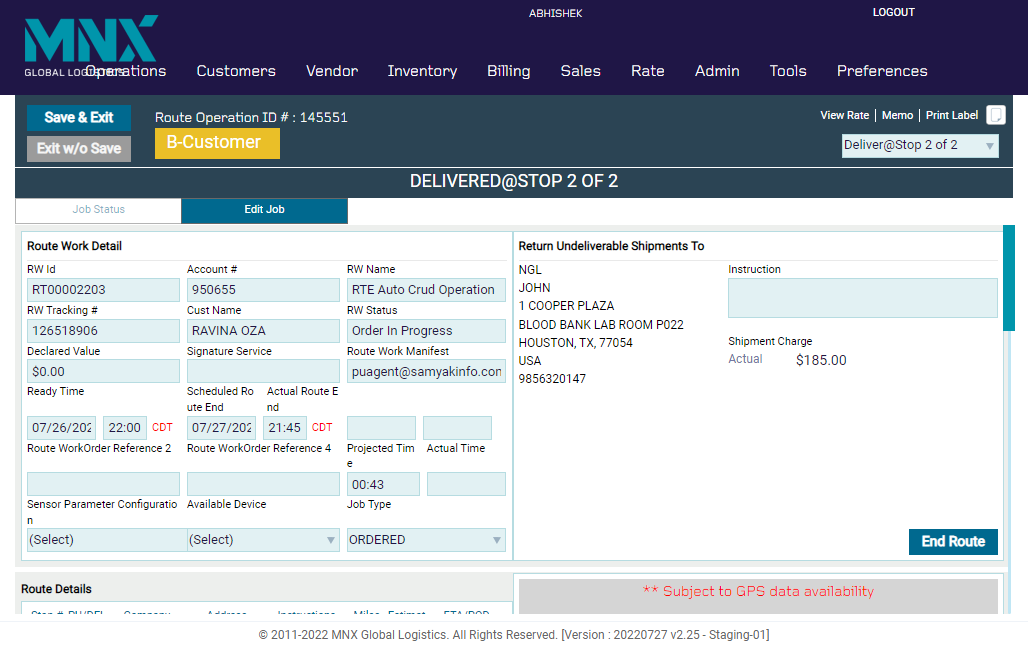 ABHISHEK
LOGOUT
MNX
GLOBAL LOGISTICS
Operations Customers Vendor Inventory Billing Sales Rate Admin Tools Preferences
Save & Exit
Route Operation ID # : 145551
View Rate | Memo | Print Label
Exit w/o Save
B-Customer
Deliver@Stop 2 of 2
DELIVERED@STOP 2 OF 2
Job Status
Edit Job
Route Work Detail
RW Id Account # RW Name
RT00002203 950655 RTE Auto Crud Operation
RW Tracking # Cust Name RW Status
126518906 RAVINA OZA Order In Progress
Declared Value Signature Service Route Work Manifest
$0.00 puagent@samyakinfo.con
Ready Time Scheduled Ro Actual Route E
ute End nd
07/26/202 22:00 CDT 07/27/202 21:45 CDT
Route WorkOrder Reference 2 Route WorkOrder Reference 4 Projected Tim Actual Time
e
00:43
Sensor Parameter Configuratio Available Device Job Type
n
(Select) (Select) ORDERED
Return Undeliverable Shipments To
NGL
JOHN
1 COOPER PLAZA
BLOOD BANK LAB ROOM P022
HOUSTON, TX, 77054
USA
9856320147
Instruction
Shipment Charge
Actual $185.00
End Route
Route Details
Stop # PU/DEL Company Address Instructions Miles Estimat ETA/POD
** Subject to GPS data availability
© 2011-2022 MNX Global Logistics. All Rights Reserved. [Version : 20220727 v2.25 - Staging-01]